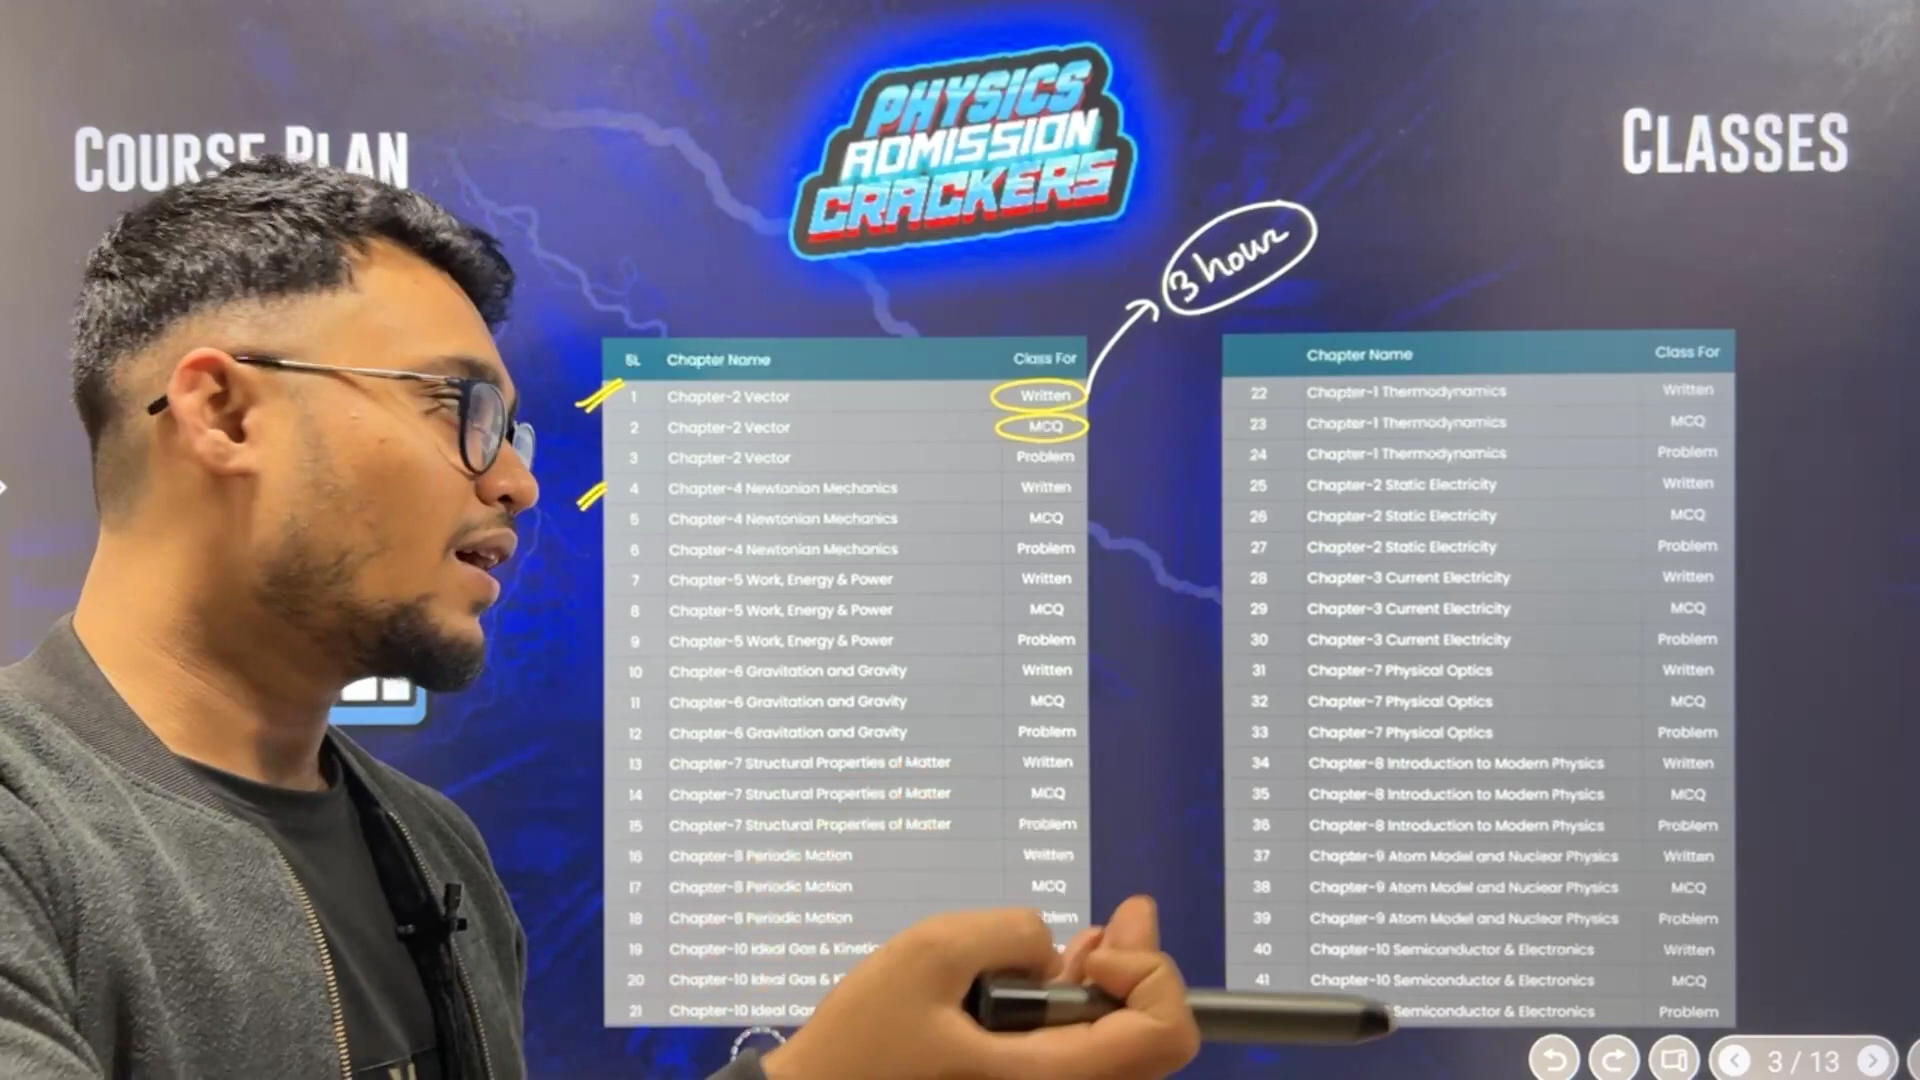 COURSE PLAN
PHYSICS
ADMISSION
CRACKERS
CLASSES
3 hour
SL Chapter Name Class For
1 Chapter-2 Vector Written
2 Chapter-2 Vector MCQ
3 Chapter-2 Vector Problem
4 Chapter-4 Newtonian Mechanics Written
5 Chapter-4 Newtonian Mechanics MCQ
6 Chapter-4 Newtonian Mechanics Problem
7 Chapter-5 Work, Energy & Power Written
8 Chapter-5 Work, Energy & Power MCQ
9 Chapter-5 Work, Energy & Power Problem
10 Chapter-6 Gravitation and Gravity Written
11 Chapter-6 Gravitation and Gravity MCQ
12 Chapter-6 Gravitation and Gravity Problem
13 Chapter-7 Structural Properties of Matter Written
14 Chapter-7 Structural Properties of Matter MCQ
15 Chapter-7 Structural Properties of Matter Problem
16 Chapter-8 Periodic Motion Written
17 Chapter-8 Periodic Motion MCQ
18 Chapter-8 Periodic Motion
19 Chapter-10 Ideal Gas & Kinetic
20 Chapter-10 Ideal Gas &
21 Chapter-10 Ideal Gas
Chapter Name Class For
22 Chapter-1 Thermodynamics Written
23 Chapter-1 Thermodynamics MCQ
24 Chapter-1 Thermodynamics Problem
25 Chapter-2 Static Electricity Written
26 Chapter-2 Static Electricity MCQ
27 Chapter-2 Static Electricity Problem
28 Chapter-3 Current Electricity Written
29 Chapter-3 Current Electricity MCQ
30 Chapter-3 Current Electricity Problem
31 Chapter-7 Physical Optics Written
32 Chapter-7 Physical Optics MCQ
33 Chapter-7 Physical Optics Problem
34 Chapter-8 Introduction to Modern Physics Written
35 Chapter-8 Introduction to Modern Physics MCQ
36 Chapter-8 Introduction to Modern Physics Problem
37 Chapter-9 Atom Model and Nuclear Physics Written
38 Chapter-9 Atom Model and Nuclear Physics MCQ
39 Chapter-9 Atom Model and Nuclear Physics Problem
40 Chapter-10 Semiconductor & Electronics Written
41 Chapter-10 Semiconductor & Electronics MCQ
Semiconductor & Electronics Problem
3 / 13